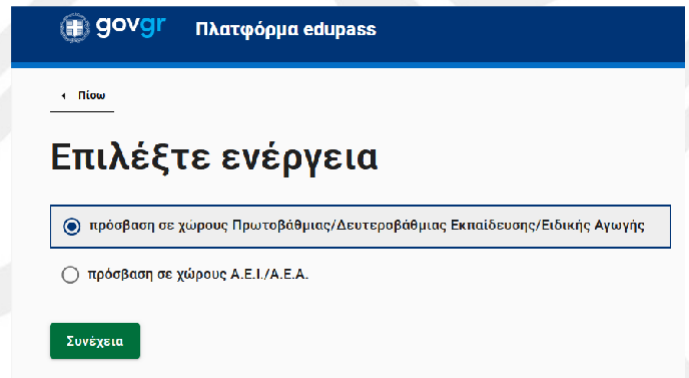 govgr Πλατφόρμα edupass
Πίσω
Επιλέξτε ενέργεια
πρόσβαση σε χώρους Πρωτοβάθμιας/Δευτεροβάθμιας Εκπαίδευσης/Ειδικής Αγωγής
πρόσβαση σε χώρους Α.Ε.Ι./Α.Ε.Α.
Συνέχεια